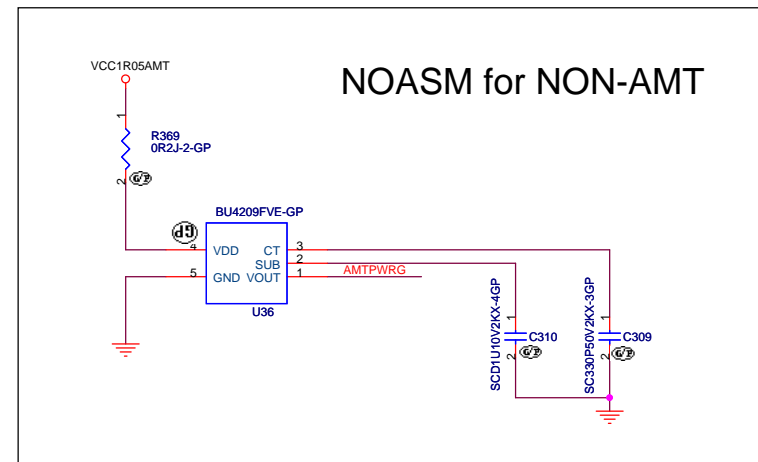 VCC1R05AMT
NOASM for NON-AMT
1
R369
0R2J-2-GP
2
G/P
BU4209FVE-GP
GP
4
VDD
CT
3
SUB
2
5
GND
VOUT
1
AMTPWRG
U36
SCD1U10V2KX-4GP
1
C310
2
G/P
SC330P50V2KX-3GP
1
C309
2
G/P